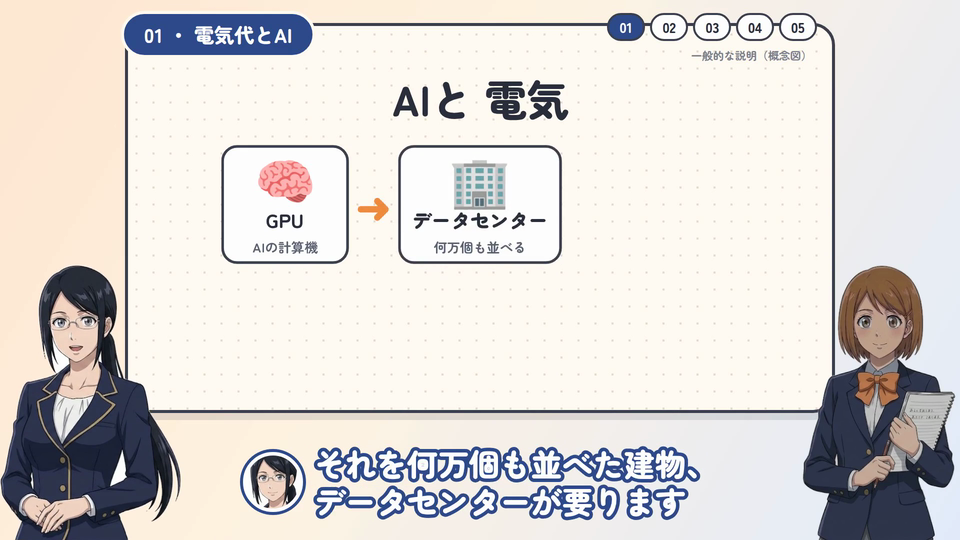 01 ・ 電気代とAI
01 02 03 04 05
一般的な説明（概念図）
AIと 電気
GPU
AIの計算機
データセンター
何万個も並べる
それを何万個も並べた建物、
データセンターが要ります